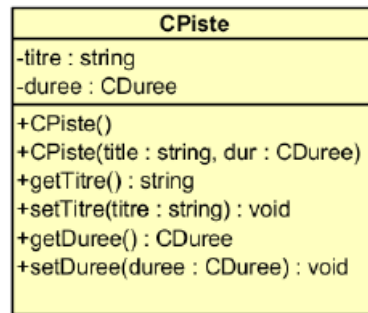 CPiste
-titre : string
-duree : CDuree
+CPiste()
+CPiste(title : string, dur : CDuree)
+getTitre() : string
+setTitre(titre : string) : void
+getDuree() : CDuree
+setDuree(duree : CDuree) : void